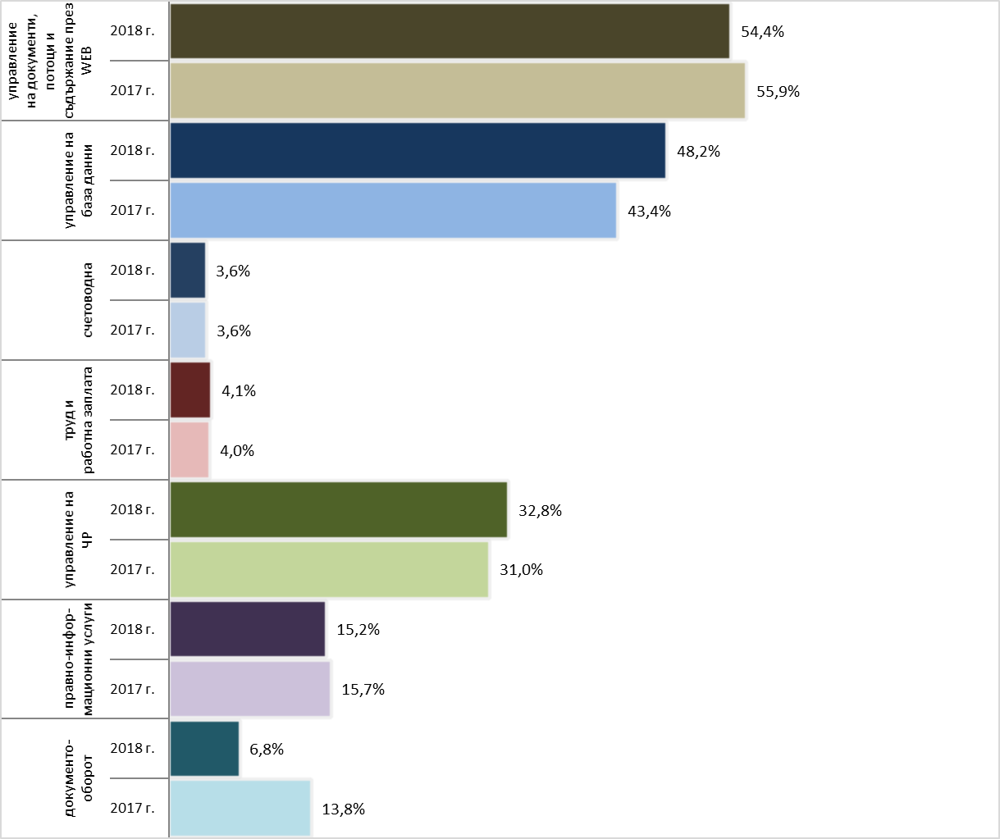 управление
на документи,
потоци и
съдържание през
WEB
2018 г.
54,4%
2017 г.
55,9%
управление на
база данни
2018 г.
48,2%
2017 г.
43,4%
счетоводна
2018 г.
3,6%
2017 г.
3,6%
труд и
работна заплата
2018 г.
4,1%
2017 г.
4,0%
управление на
ЧР
2018 г.
32,8%
2017 г.
31,0%
правно-инфор-
мационни услуги
2018 г.
15,2%
2017 г.
15,7%
документо-
оборот
2018 г.
6,8%
2017 г.
13,8%